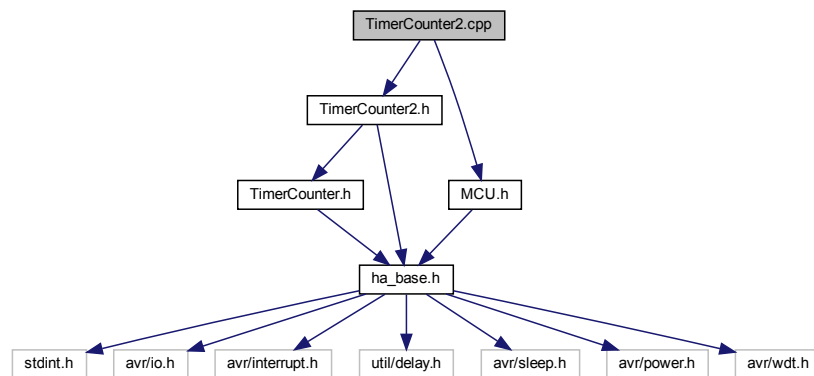 TimerCounter2.cpp
TimerCounter2.h
TimerCounter.h
MCU.h
ha_base.h
stdint.h
avr/io.h
avr/interrupt.h
util/delay.h
avr/sleep.h
avr/power.h
avr/wdt.h